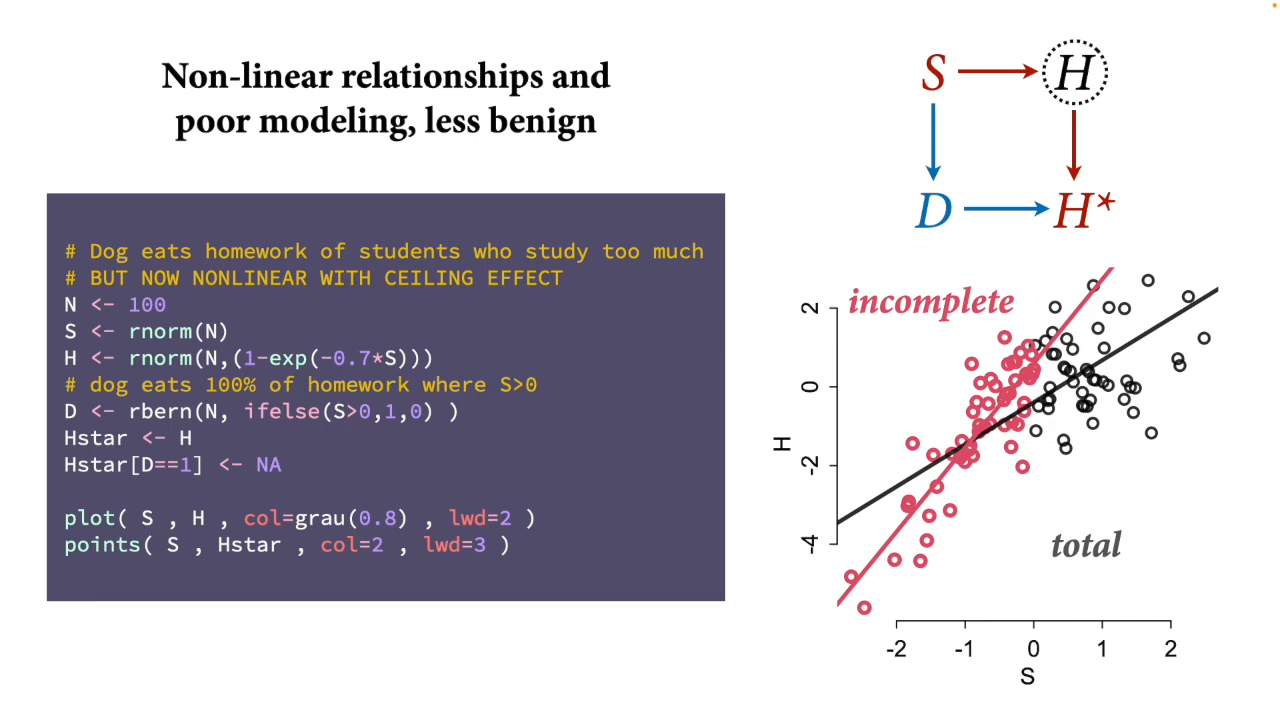 Non-linear relationships and
poor modeling, less benign
# Dog eats homework of students who study too much
# BUT NOW NONLINEAR WITH CEILING EFFECT
N <- 100
S <- rnorm(N)
H <- rnorm(N,(1-exp(-0.7*S)))
# dog eats 100% of homework where S>0
D <- rbern(N, ifelse(S>0,1,0) )
Hstar <- H
Hstar[D==1] <- NA
plot( S , H , col=grau(0.8) , lwd=2 )
points( S , Hstar , col=2 , lwd=3 )
S H
D H*
incomplete
total
2
0
-2
-4
H
-2 -1 0 1 2
S